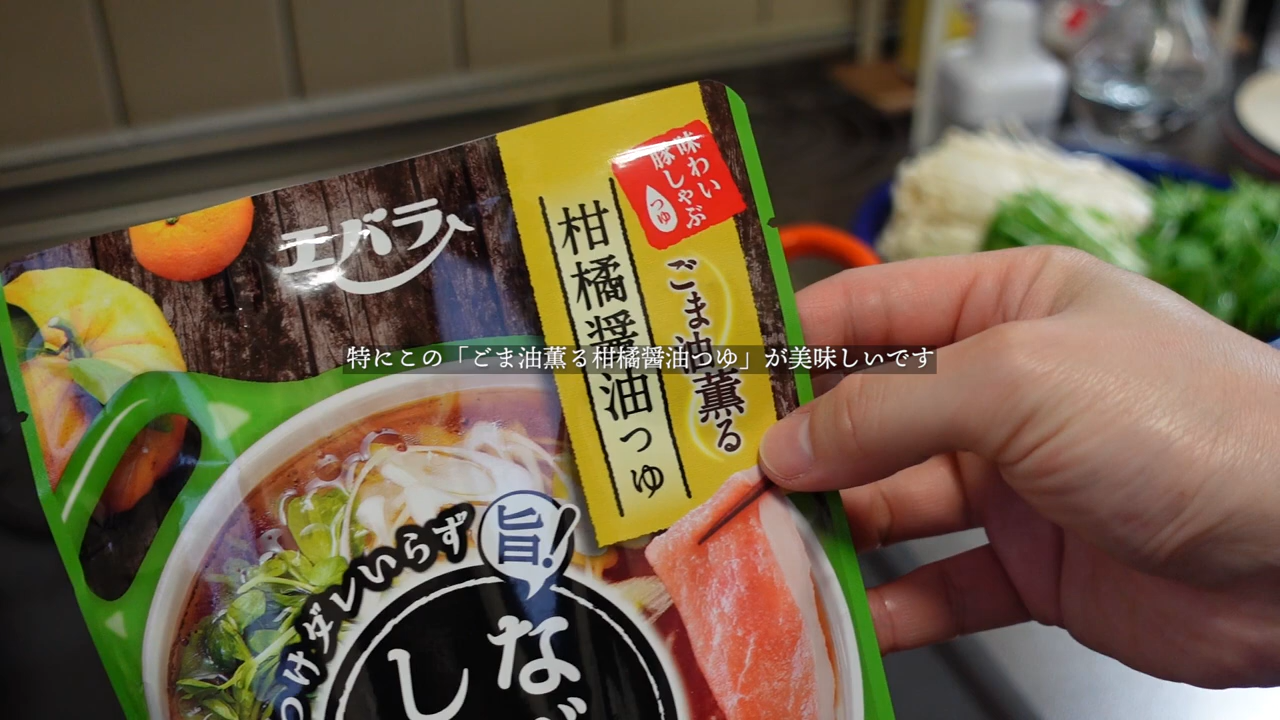 エバラ
味わい
豚しゃぶ
つゆ
ごま油薫る
柑橘醤油つゆ
特にこの「ごま油薫る柑橘醤油つゆ」が美味しいです
つけダレいらず
旨!
な
し